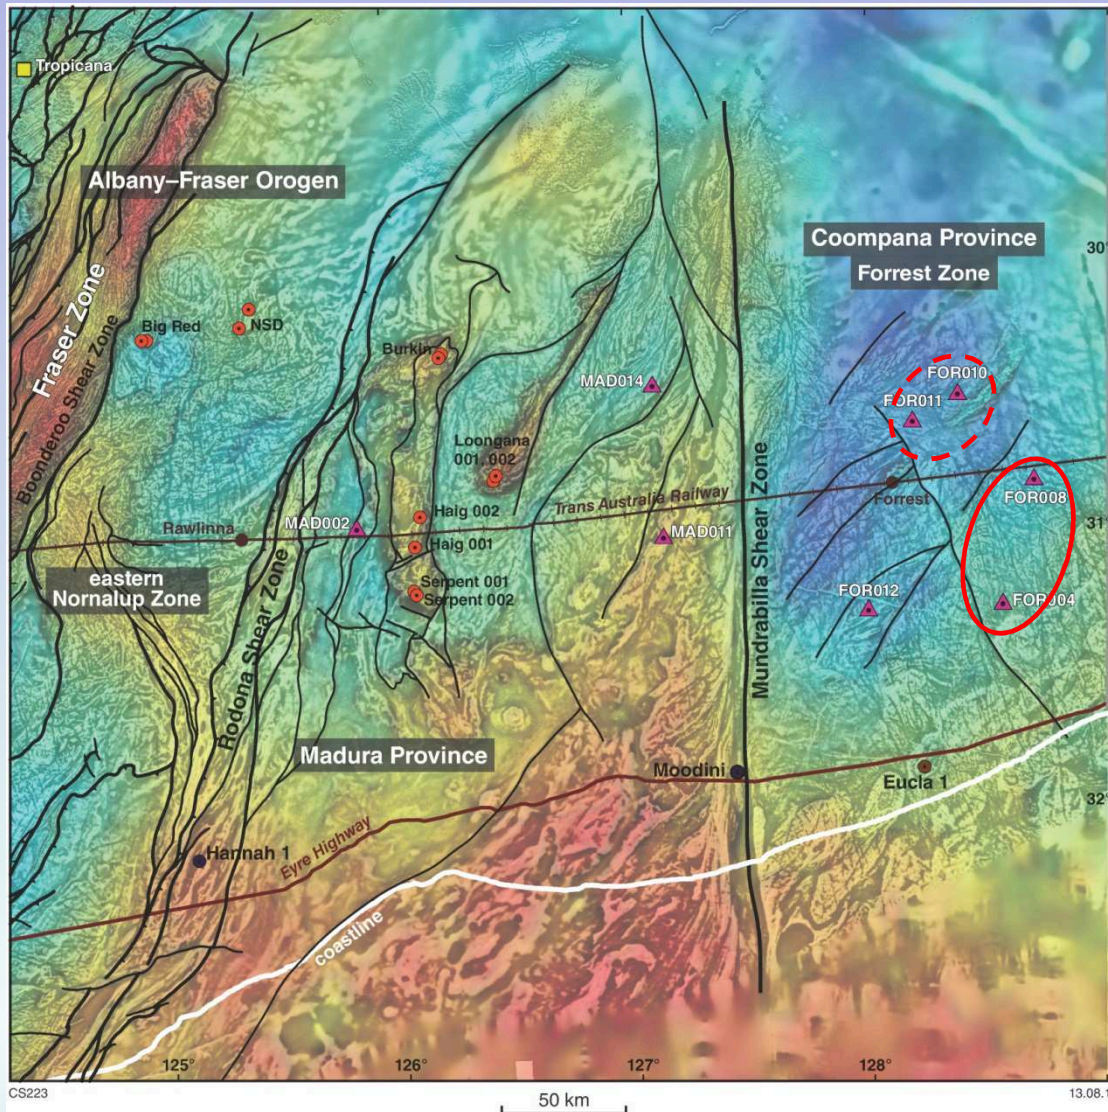 Tropicana
Albany–Fraser Orogen
Coompana Province
Forrest Zone
30°
Fraser Zone
Boonderoo Shear Zone
Big Red
NSD
Burkin
MAD014
FOR010
FOR011
Loongana
001, 002
Mundrabilla Shear Zone
Trans Australia Railway
Forrest
FOR008
Haig 002
MAD002
Rawlinna
Haig 001
MAD011
31°
eastern
Nornalup Zone
Rodona Shear Zone
Serpent 001
Serpent 002
FOR012
FOR004
Madura Province
Moodini
Eucla 1
32°
Hannah 1
Eyre Highway
coastline
125°
126°
127°
128°
CS223
50 km